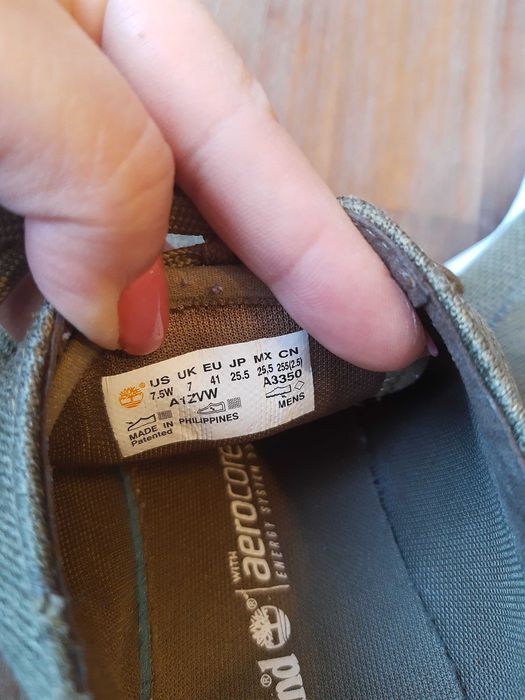 US UK EU JP MX CN
7.5W 7 41 25.5 25.5 255(2.5)
A1ZVW A3350
MENS
MADE IN PHILIPPINES
Patented
WITH
aerocore
ENERGY SYSTEM